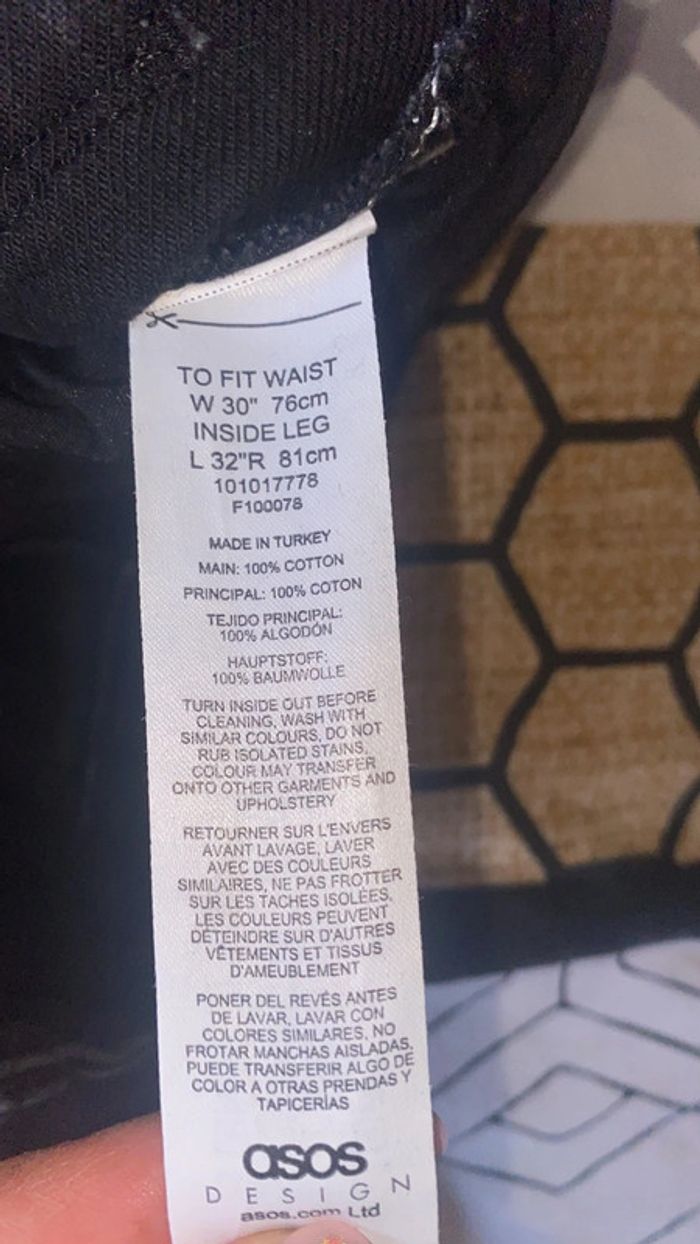 TO FIT WAIST
W 30" 76cm
INSIDE LEG
L 32"R 81cm
101017778
F100078
MADE IN TURKEY
MAIN: 100% COTTON
PRINCIPAL: 100% COTON
TEJIDO PRINCIPAL:
100% ALGODÓN
HAUPTSTOFF:
100% BAUMWOLLE
TURN INSIDE OUT BEFORE
CLEANING, WASH WITH
SIMILAR COLOURS, DO NOT
RUB ISOLATED STAINS,
COLOUR MAY TRANSFER
ONTO OTHER GARMENTS AND
UPHOLSTERY
RETOURNER SUR L'ENVERS
AVANT LAVAGE, LAVER
AVEC DES COULEURS
SIMILAIRES, NE PAS FROTTER
SUR LES TACHES ISOLÉES,
LES COULEURS PEUVENT
DÉTEINDRE SUR D'AUTRES
VÊTEMENTS ET TISSUS
D'AMEUBLEMENT
PONER DEL REVÉS ANTES
DE LAVAR, LAVAR CON
COLORES SIMILARES, NO
FROTAR MANCHAS AISLADAS,
PUEDE TRANSFERIR ALGO DE
COLOR A OTRAS PRENDAS Y
TAPICERÍAS
asos
DESIGN
asos.com Ltd